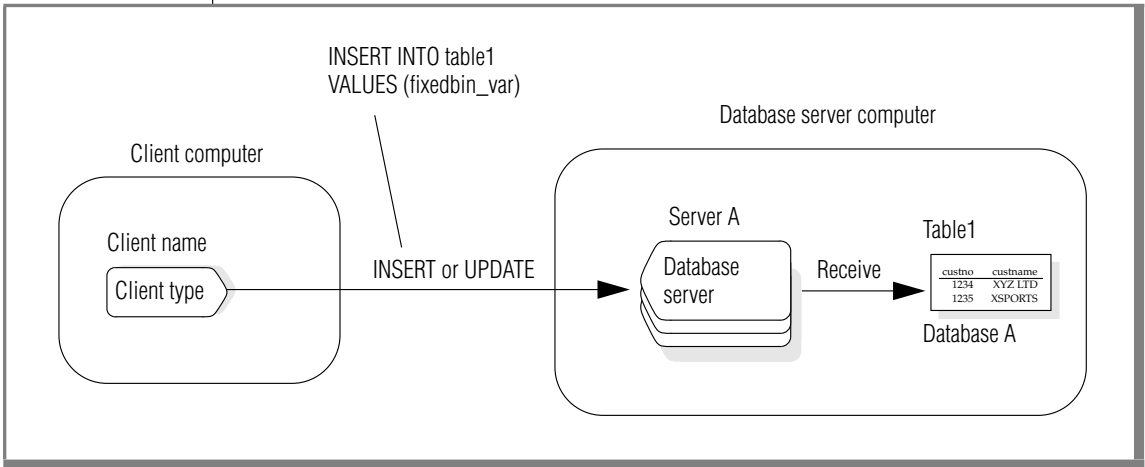 INSERT INTO table1
VALUES (fixedbin_var)
Database server computer
Client computer
Server A
Client name
Table1
Client type
INSERT or UPDATE
Database
server
Receive
custno custname
1234 XYZ LTD
1235 XSPORTS
Database A